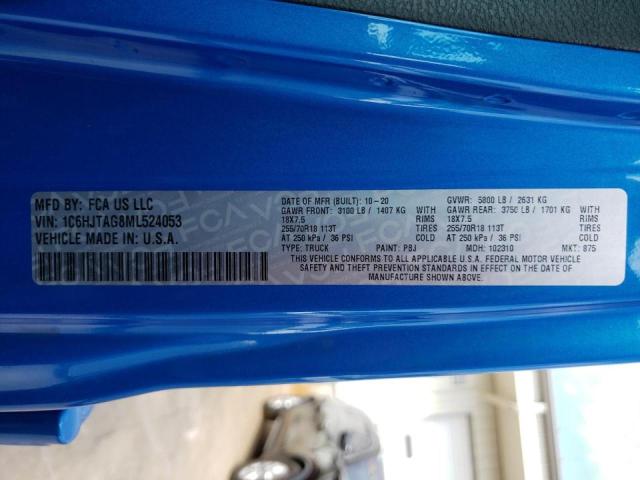 MFD BY: FCA US LLC
VIN: 1C6HJTAG8ML524053
VEHICLE MADE IN U.S.A.
DATE OF MFR (BUILT): 10-20 GVWR: 5800 LB / 2631 KG
GAWR FRONT: 3100 LB / 1407 KG WITH GAWR REAR: 3750 LB / 1701 KG WITH
18X7.5 RIMS 18X7.5 RIMS
255/70R18 113T TIRES 255/70R18 113T TIRES
AT 250 kPa / 36 PSI COLD AT 250 kPa / 36 PSI COLD
TYPE: TRUCK PAINT: PBJ MDH: 102310 MKT: 875
THIS VEHICLE CONFORMS TO ALL APPLICABLE U.S.A. FEDERAL MOTOR VEHICLE
SAFETY AND THEFT PREVENTION STANDARDS IN EFFECT ON THE DATE OF
MANUFACTURE SHOWN ABOVE.